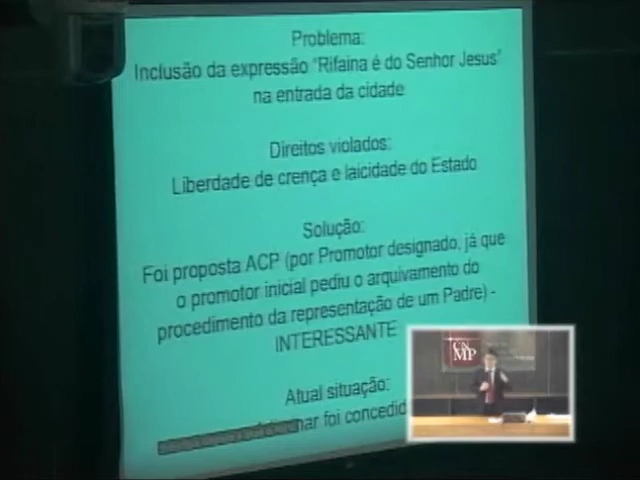 Problema:
Inclusão da expressão "Rifaina é do Senhor Jesus"
na entrada da cidade
Direitos violados:
Liberdade de crença e laicidade do Estado
Solução:
Foi proposta ACP (por Promotor designado, já que
o promotor inicial pediu o arquivamento do
procedimento da representação de um Padre) -
INTERESSANTE
Atual situação:
foi concedid
CN
MP